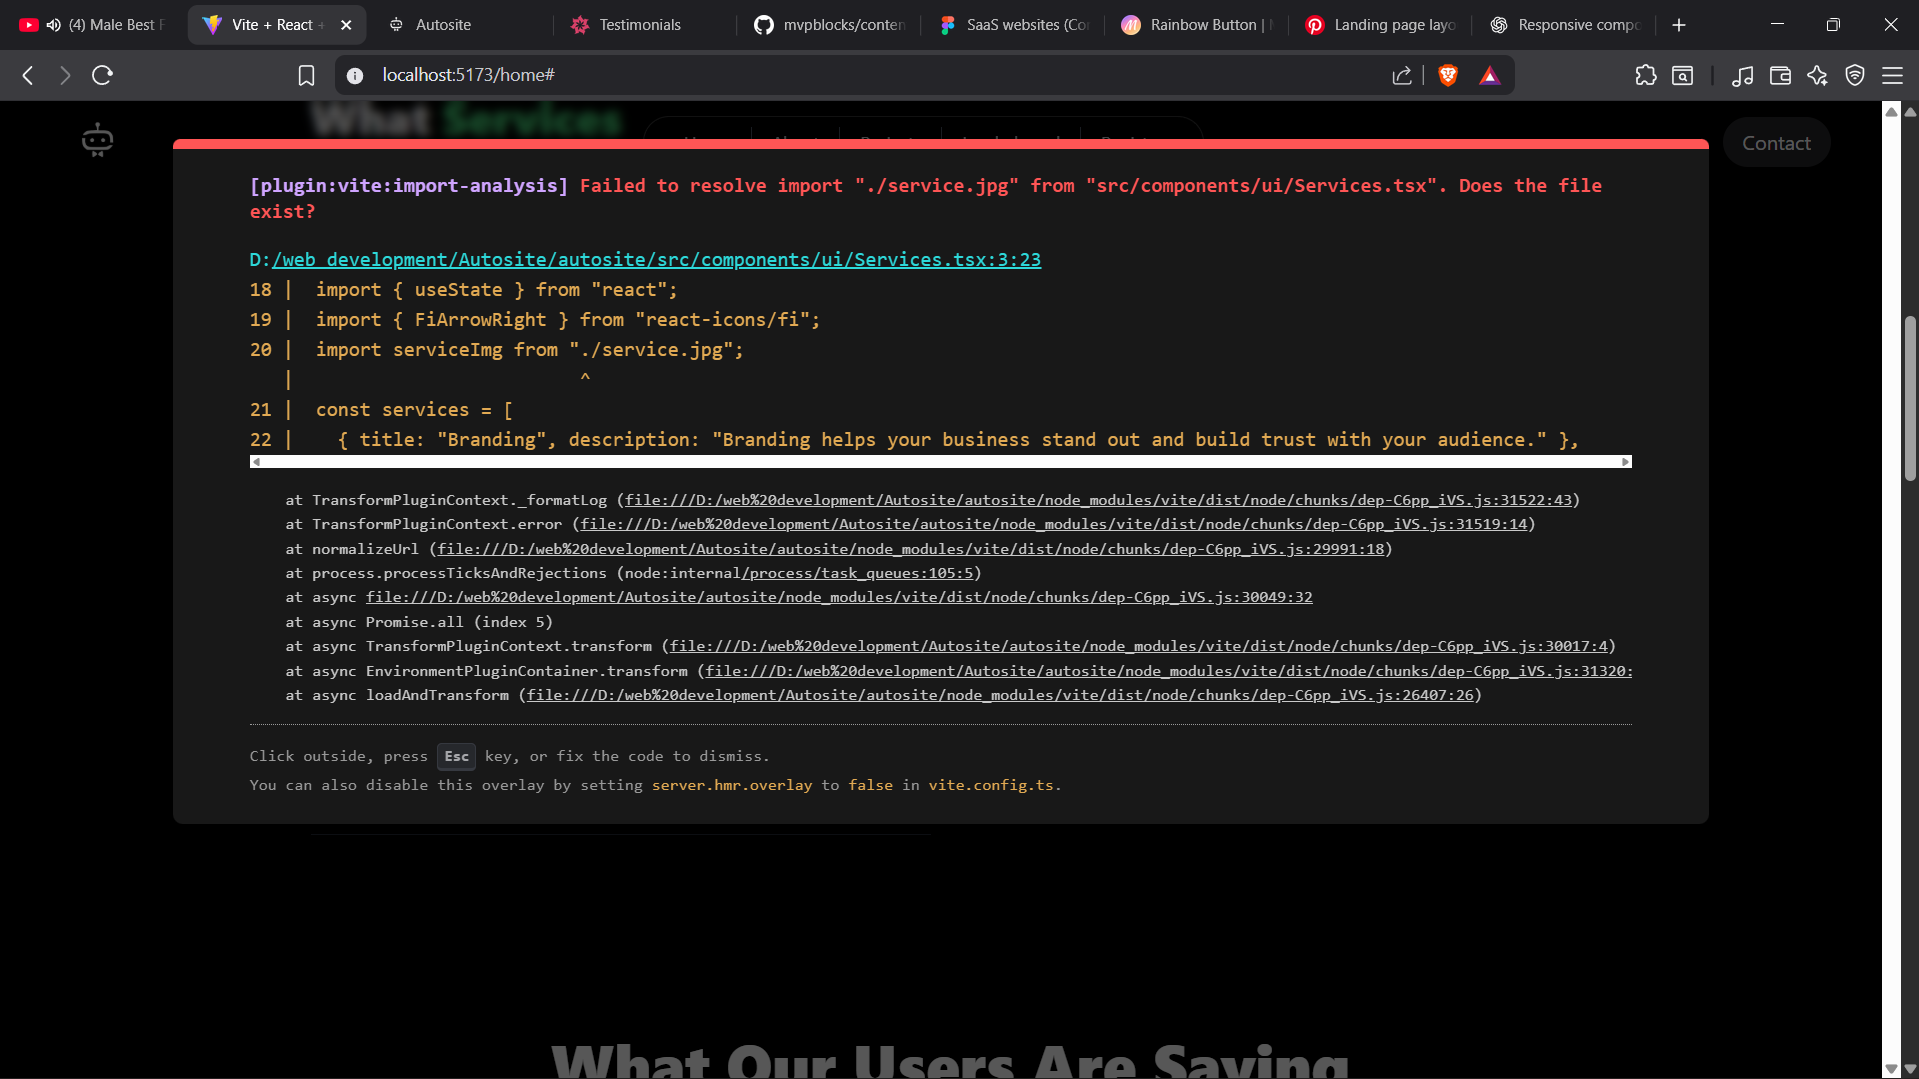 (4) Male Best F
Vite + React +
Autosite
Testimonials
mvpblocks/conten
SaaS websites (Co
Rainbow Button |
Landing page layo
Responsive compo
localhost:5173/home#
What Services
Contact
[plugin:vite:import-analysis] Failed to resolve import "./service.jpg" from "src/components/ui/Services.tsx". Does the file
exist?
D:/web development/Autosite/autosite/src/components/ui/Services.tsx:3:23
18 |  import { useState } from "react";
19 |  import { FiArrowRight } from "react-icons/fi";
20 |  import serviceImg from "./service.jpg";
   |                          ^
21 |  const services = [
22 |    { title: "Branding", description: "Branding helps your business stand out and build trust with your audience." },
at TransformPluginContext._formatLog (file:///D:/web%20development/Autosite/autosite/node_modules/vite/dist/node/chunks/dep-C6pp_iVS.js:31522:43)
at TransformPluginContext.error (file:///D:/web%20development/Autosite/autosite/node_modules/vite/dist/node/chunks/dep-C6pp_iVS.js:31519:14)
at normalizeUrl (file:///D:/web%20development/Autosite/autosite/node_modules/vite/dist/node/chunks/dep-C6pp_iVS.js:29991:18)
at process.processTicksAndRejections (node:internal/process/task_queues:105:5)
at async file:///D:/web%20development/Autosite/autosite/node_modules/vite/dist/node/chunks/dep-C6pp_iVS.js:30049:32
at async Promise.all (index 5)
at async TransformPluginContext.transform (file:///D:/web%20development/Autosite/autosite/node_modules/vite/dist/node/chunks/dep-C6pp_iVS.js:30017:4)
at async EnvironmentPluginContainer.transform (file:///D:/web%20development/Autosite/autosite/node_modules/vite/dist/node/chunks/dep-C6pp_iVS.js:31320:
at async loadAndTransform (file:///D:/web%20development/Autosite/autosite/node_modules/vite/dist/node/chunks/dep-C6pp_iVS.js:26407:26)
Click outside, press Esc key, or fix the code to dismiss.
You can also disable this overlay by setting server.hmr.overlay to false in vite.config.ts.
What Our Users Are Saying